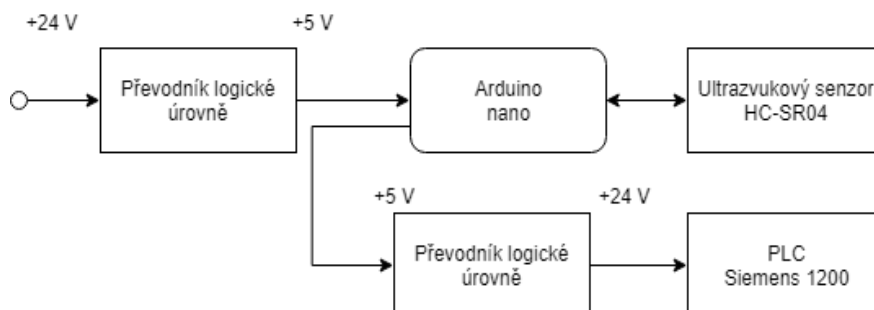 +24 V
+5 V
Převodník logické
úrovně
Arduino
nano
Ultrazvukový senzor
HC-SR04
+5 V
+24 V
Převodník logické
úrovně
PLC
Siemens 1200